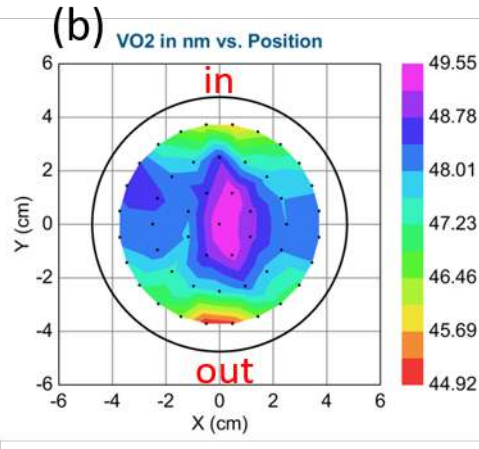 (b)
VO2 in nm vs. Position
in
6
4
2
0
-2
-4
-6
Y (cm)
out
-6 -4 -2 0 2 4 6
X (cm)
49.55
48.78
48.01
47.23
46.46
45.69
44.92